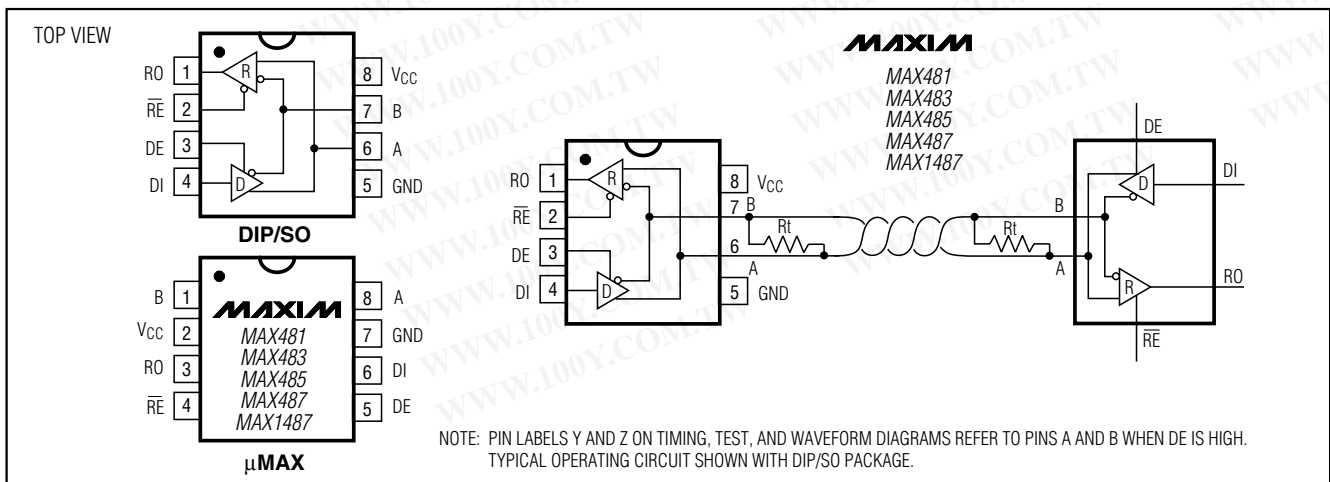 TOP VIEW
RO 1
RE 2
DE 3
DI 4
8 VCC
7 B
6 A
5 GND
R
D
DIP/SO
B 1
VCC 2
RO 3
RE 4
8 A
7 GND
6 DI
5 DE
MAXIM
MAX481
MAX483
MAX485
MAX487
MAX1487
µMAX
MAXIM
MAX481
MAX483
MAX485
MAX487
MAX1487
RO 1
RE 2
DE 3
DI 4
R
D
8 VCC
7 B
6 A
5 GND
Rt
Rt
B
A
DE
D
DI
R
RO
RE
NOTE: PIN LABELS Y AND Z ON TIMING, TEST, AND WAVEFORM DIAGRAMS REFER TO PINS A AND B WHEN DE IS HIGH.
TYPICAL OPERATING CIRCUIT SHOWN WITH DIP/SO PACKAGE.
WWW.100Y.COM.TW